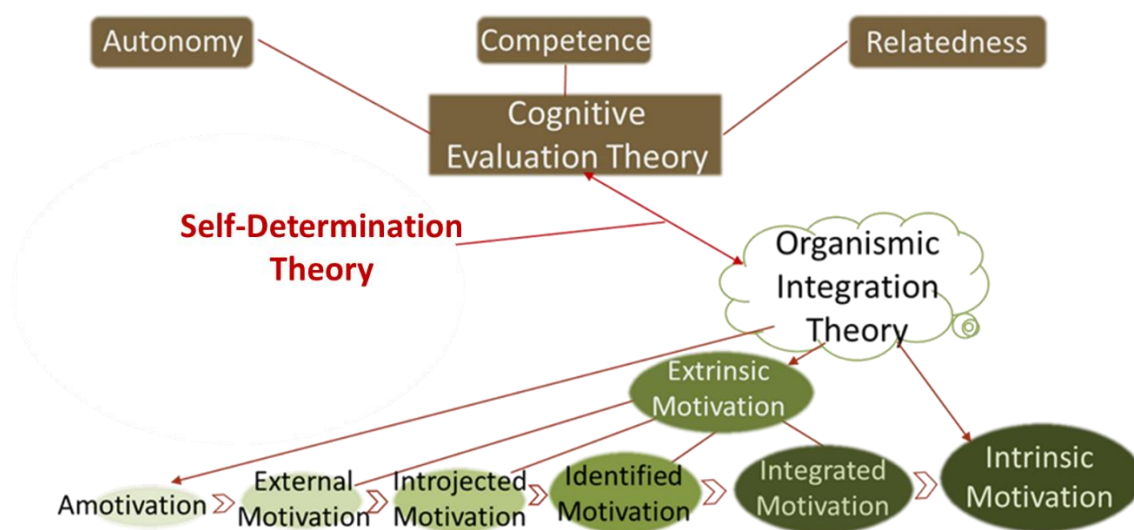 Autonomy
Competence
Relatedness
Cognitive
Evaluation Theory
Self-Determination
Theory
Organismic
Integration
Theory
Extrinsic
Motivation
Amotivation
External
Motivation
Introjected
Motivation
Identified
Motivation
Integrated
Motivation
Intrinsic
Motivation